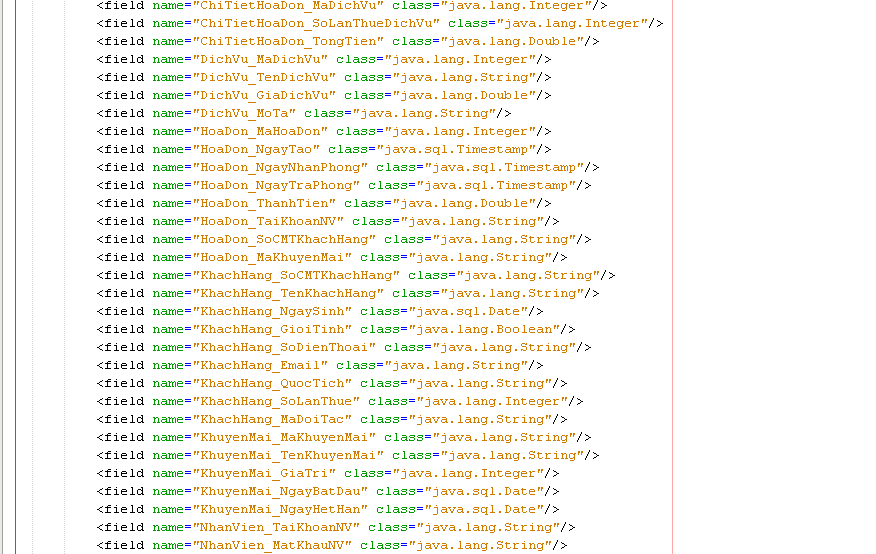 <field name="ChiTietHoaDon_MaDichVu" class="java.lang.Integer"/>
<field name="ChiTietHoaDon_SoLanThueDichVu" class="java.lang.Integer"/>
<field name="ChiTietHoaDon_TongTien" class="java.lang.Double"/>
<field name="DichVu_MaDichVu" class="java.lang.Integer"/>
<field name="DichVu_TenDichVu" class="java.lang.String"/>
<field name="DichVu_GiaDichVu" class="java.lang.Double"/>
<field name="DichVu_MoTa" class="java.lang.String"/>
<field name="HoaDon_MaHoaDon" class="java.lang.Integer"/>
<field name="HoaDon_NgayTao" class="java.sql.Timestamp"/>
<field name="HoaDon_NgayNhanPhong" class="java.sql.Timestamp"/>
<field name="HoaDon_NgayTraPhong" class="java.sql.Timestamp"/>
<field name="HoaDon_ThanhTien" class="java.lang.Double"/>
<field name="HoaDon_TaiKhoanNV" class="java.lang.String"/>
<field name="HoaDon_SoCMTKhachHang" class="java.lang.String"/>
<field name="HoaDon_MaKhuyenMai" class="java.lang.String"/>
<field name="KhachHang_SoCMTKhachHang" class="java.lang.String"/>
<field name="KhachHang_TenKhachHang" class="java.lang.String"/>
<field name="KhachHang_NgaySinh" class="java.sql.Date"/>
<field name="KhachHang_GioiTinh" class="java.lang.Boolean"/>
<field name="KhachHang_SoDienThoai" class="java.lang.String"/>
<field name="KhachHang_Email" class="java.lang.String"/>
<field name="KhachHang_QuocTich" class="java.lang.String"/>
<field name="KhachHang_SoLanThue" class="java.lang.Integer"/>
<field name="KhachHang_MaDoiTac" class="java.lang.String"/>
<field name="KhuyenMai_MaKhuyenMai" class="java.lang.String"/>
<field name="KhuyenMai_TenKhuyenMai" class="java.lang.String"/>
<field name="KhuyenMai_GiaTri" class="java.lang.Integer"/>
<field name="KhuyenMai_NgayBatDau" class="java.sql.Date"/>
<field name="KhuyenMai_NgayHetHan" class="java.sql.Date"/>
<field name="NhanVien_TaiKhoanNV" class="java.lang.String"/>
<field name="NhanVien_MatKhauNV" class="java.lang.String"/>